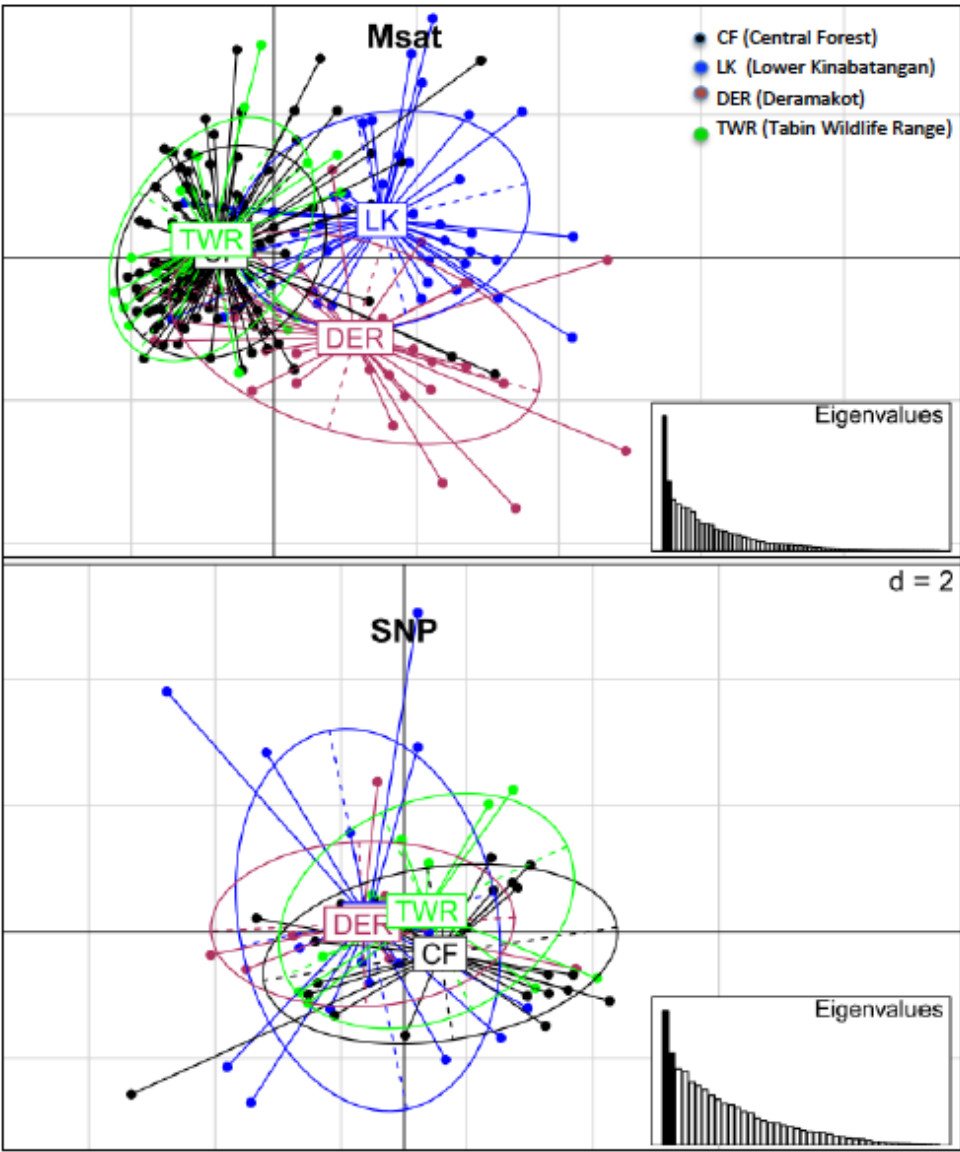 Msat
CF (Central Forest)
LK (Lower Kinabatangan)
DER (Deramakot)
TWR (Tabin Wildlife Range)
LK
TWR
DER
Eigenvalues
d = 2
SNP
DER
TWR
CF
Eigenvalues